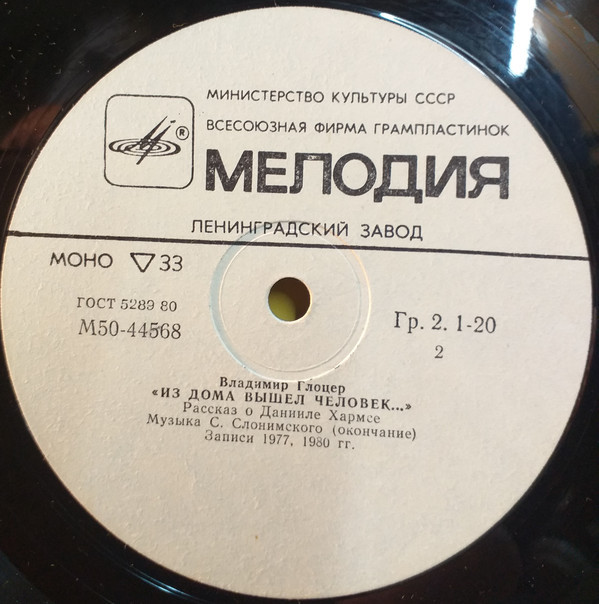 МИНИСТЕРСТВО КУЛЬТУРЫ СССР
ВСЕСОЮЗНАЯ ФИРМА ГРАМПЛАСТИНОК
®
МЕЛОДИЯ
ЛЕНИНГРАДСКИЙ ЗАВОД
МОНО ▽ 33
ГОСТ 5289 80
М50-44568
Гр. 2. 1-20
2
Владимир Глоцер
«ИЗ ДОМА ВЫШЕЛ ЧЕЛОВЕК...»
Рассказ о Данииле Хармсе
Музыка С. Слонимского (окончание)
Записи 1977, 1980 гг.